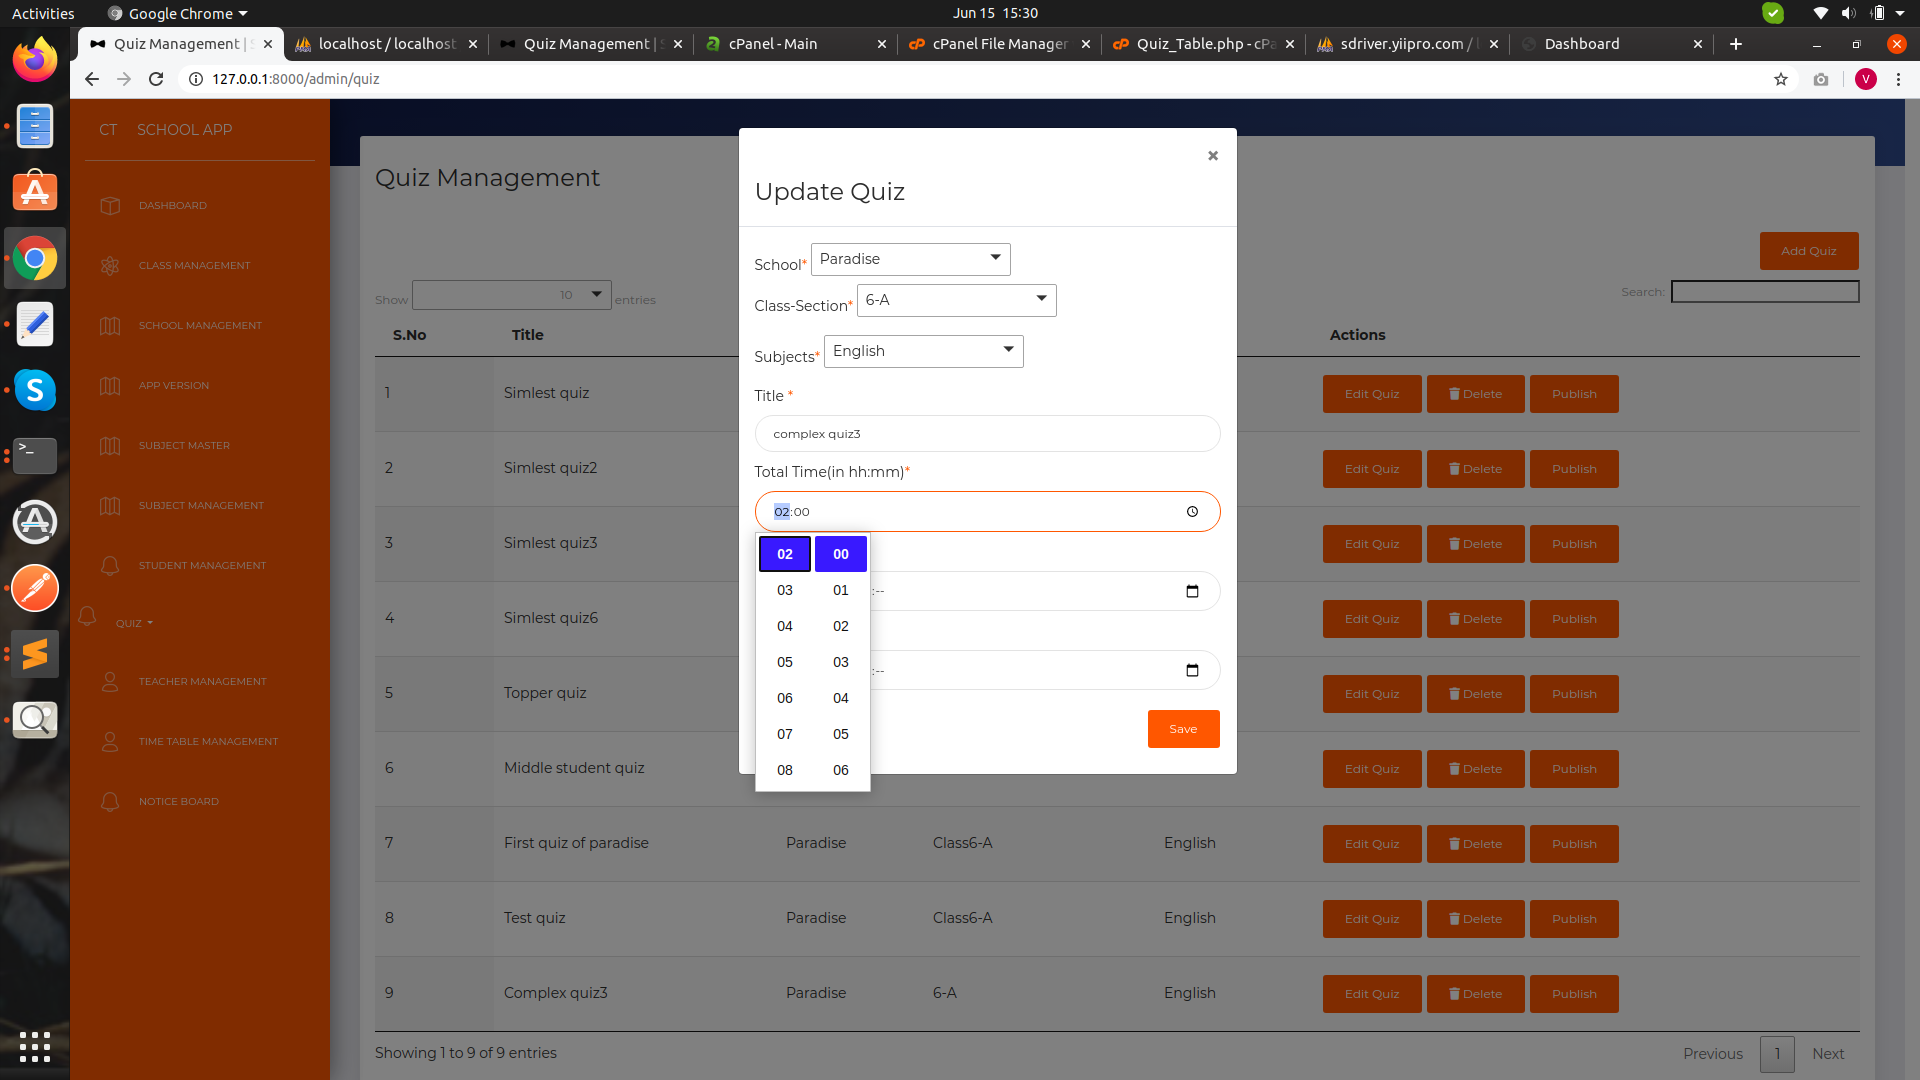 Activities
Google Chrome
Jun 15 15:30
Quiz Management |
localhost / localhost
Quiz Management |
cPanel - Main
cPanel File Manager
Quiz_Table.php - cPa
sdriver.yiipro.com / l
Dashboard
127.0.0.1:8000/admin/quiz
V
CT SCHOOL APP
DASHBOARD
CLASS MANAGEMENT
SCHOOL MANAGEMENT
APP VERSION
SUBJECT MASTER
SUBJECT MANAGEMENT
STUDENT MANAGEMENT
QUIZ
TEACHER MANAGEMENT
TIME TABLE MANAGEMENT
NOTICE BOARD
Quiz Management
Add Quiz
Show 10 entries
Search:
S.No Title Actions
1 Simlest quiz Edit Quiz Delete Publish
2 Simlest quiz2 Edit Quiz Delete Publish
3 Simlest quiz3 Edit Quiz Delete Publish
4 Simlest quiz6 Edit Quiz Delete Publish
5 Topper quiz Edit Quiz Delete Publish
6 Middle student quiz Edit Quiz Delete Publish
7 First quiz of paradise Paradise Class6-A English Edit Quiz Delete Publish
8 Test quiz Paradise Class6-A English Edit Quiz Delete Publish
9 Complex quiz3 Paradise 6-A English Edit Quiz Delete Publish
Showing 1 to 9 of 9 entries
Previous 1 Next
×
Update Quiz
School* Paradise
Class-Section* 6-A
Subjects* English
Title *
complex quiz3
Total Time(in hh:mm)*
02:00
02 00
03 01
04 02
05 03
06 04
07 05
08 06
:--
:--
Save